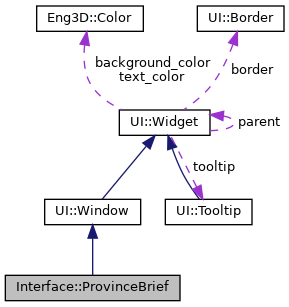 Eng3D::Color
UI::Border
background_color
text_color
border
UI::Widget
parent
tooltip
UI::Window
UI::Tooltip
Interface::ProvinceBrief